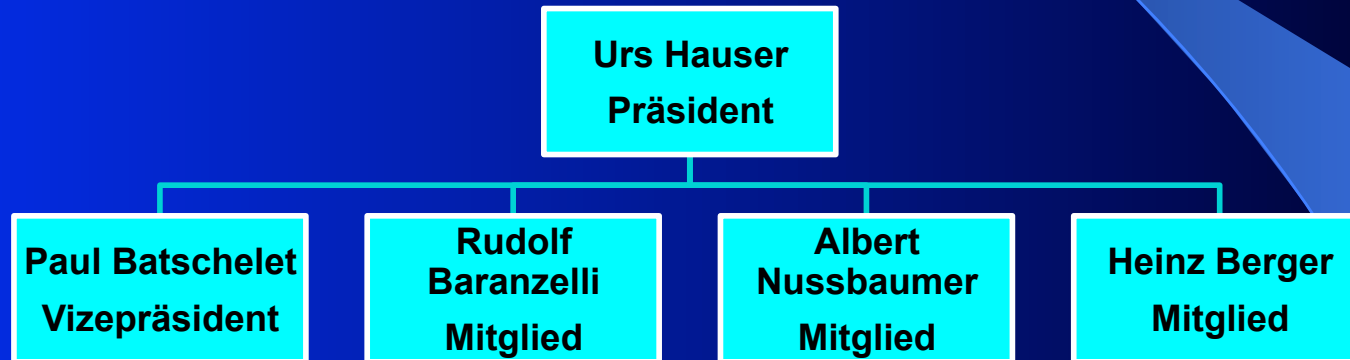 Urs Hauser
Präsident
Paul Batschelet
Vizepräsident
Rudolf
Baranzelli
Mitglied
Albert
Nussbaumer
Mitglied
Heinz Berger
Mitglied